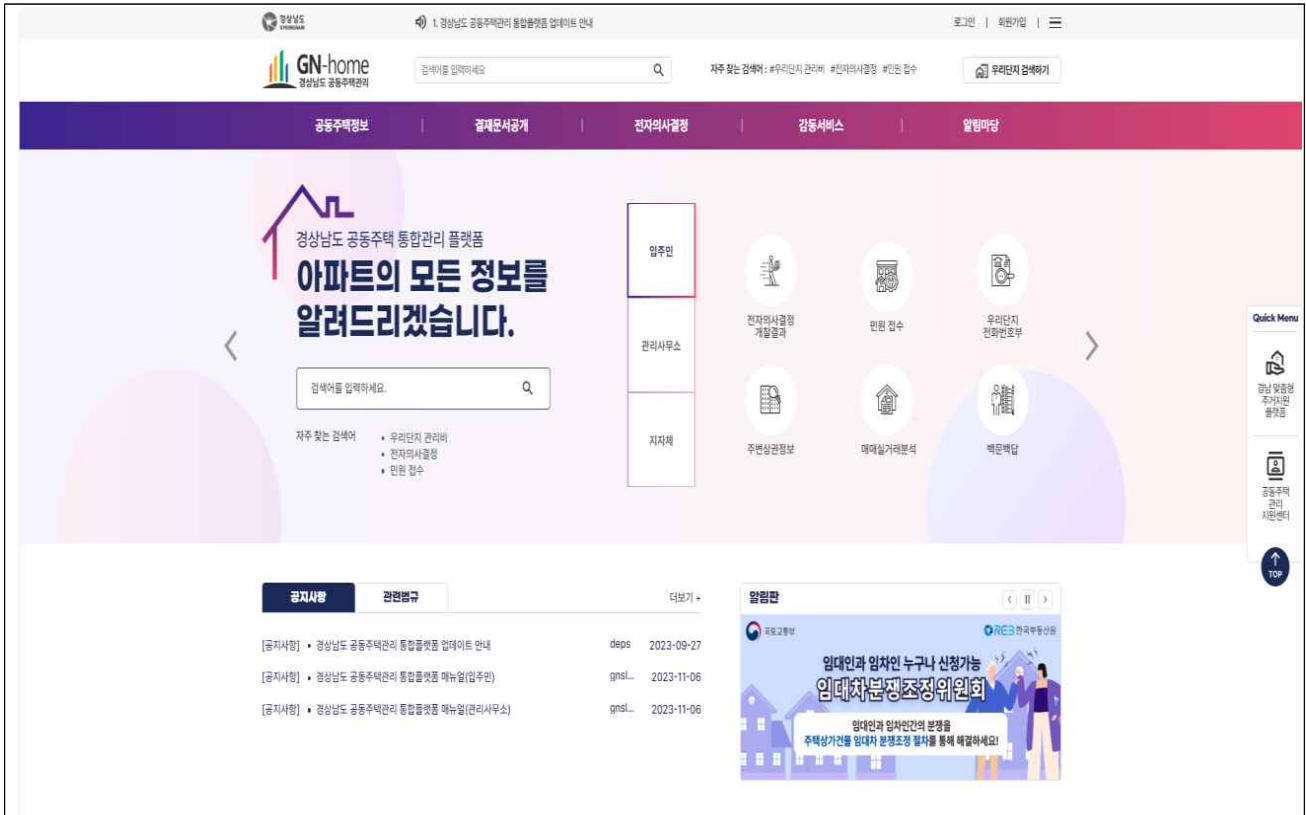 경상남도
1. 경상남도 공동주택관리 통합플랫폼 업데이트 안내
로그인 | 회원가입 |
GN-home
경상남도 공동주택관리
검색어를 입력하세요
자주 찾는 검색어 : #우리단지 관리비 #전자의사결정 #민원 접수
우리단지 검색하기
공동주택정보 | 결재문서공개 | 전자의사결정 | 감동서비스 | 알림마당
경상남도 공동주택 통합관리 플랫폼
아파트의 모든 정보를
알려드리겠습니다.
검색어를 입력하세요.
자주 찾는 검색어
• 우리단지 관리비
• 전자의사결정
• 민원 접수
입주민
관리사무소
지자체
전자의사결정
개찰결과
민원 접수
우리단지
전화번호부
주변상권정보
매매실거래분석
백문백답
Quick Menu
경남 맞춤형
주거지원
플랫폼
공동주택
관리
지원센터
TOP
공지사항
관련법규
더보기 +
[공지사항] • 경상남도 공동주택관리 통합플랫폼 업데이트 안내 deps 2023-09-27
[공지사항] • 경상남도 공동주택관리 통합플랫폼 매뉴얼(입주민) gnsl... 2023-11-06
[공지사항] • 경상남도 공동주택관리 통합플랫폼 매뉴얼(관리사무소) gnsl... 2023-11-06
알림판
국토교통부
REB 한국부동산원
임대인과 임차인 누구나 신청가능
임대차분쟁조정위원회
임대인과 임차인간의 분쟁을
주택상가건물 임대차 분쟁조정 절차를 통해 해결하세요!